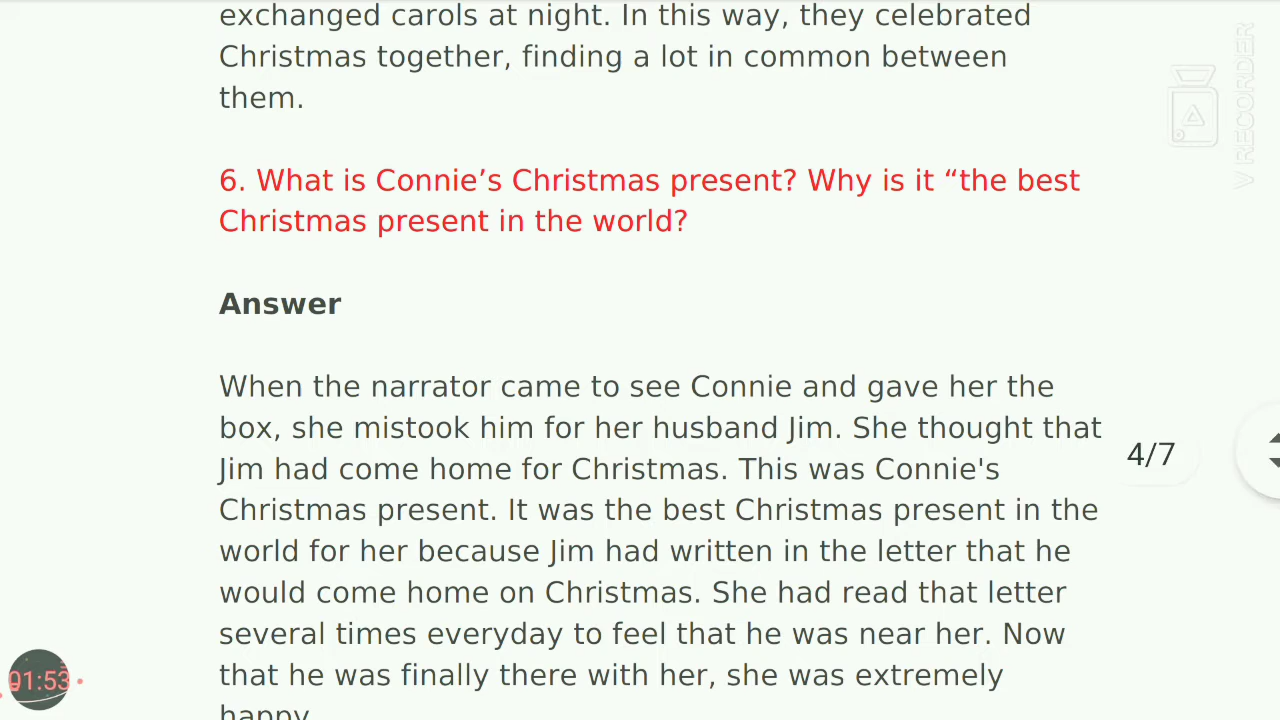 exchanged carols at night. In this way, they celebrated
Christmas together, finding a lot in common between
them.
6. What is Connie’s Christmas present? Why is it “the best
Christmas present in the world?
Answer
When the narrator came to see Connie and gave her the
box, she mistook him for her husband Jim. She thought that
Jim had come home for Christmas. This was Connie's
Christmas present. It was the best Christmas present in the
world for her because Jim had written in the letter that he
would come home on Christmas. She had read that letter
several times everyday to feel that he was near her. Now
that he was finally there with her, she was extremely
happy.
4/7
01:53
V RECORDER